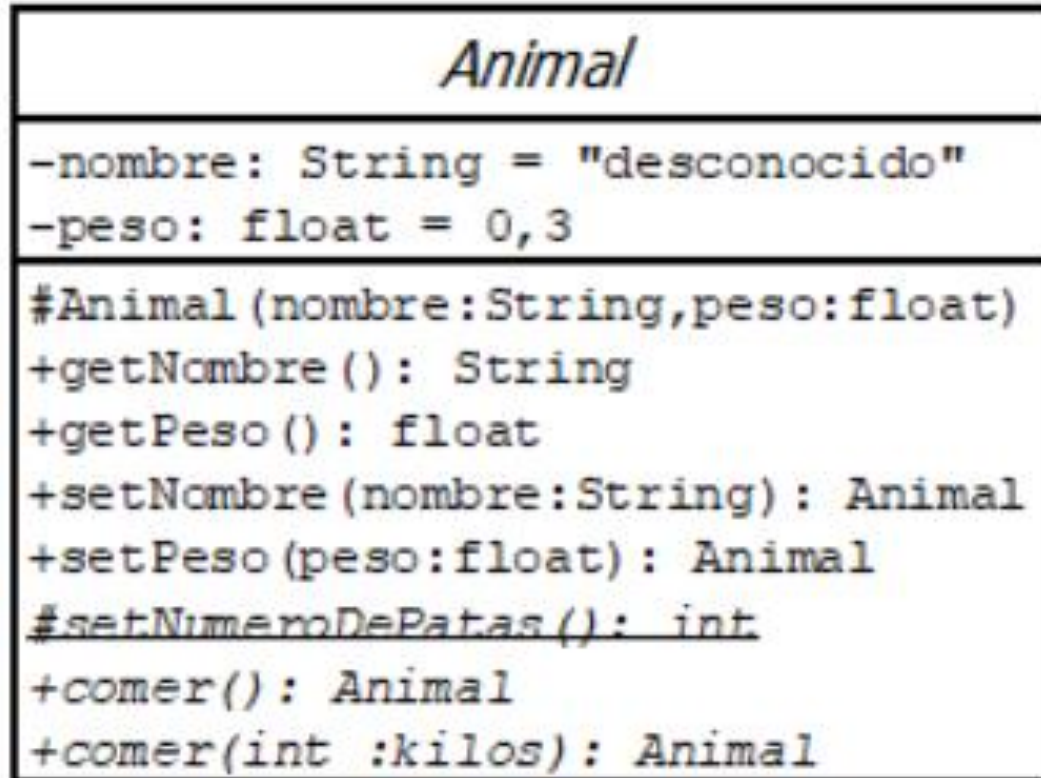 Animal
-nombre: String = "desconocido"
-peso: float = 0,3
#Animal(nombre:String,peso:float)
+getNombre(): String
+getPeso(): float
+setNombre(nombre:String): Animal
+setPeso(peso:float): Animal
#setNumeroDePatas(): int
+comer(): Animal
+comer(int :kilos): Animal